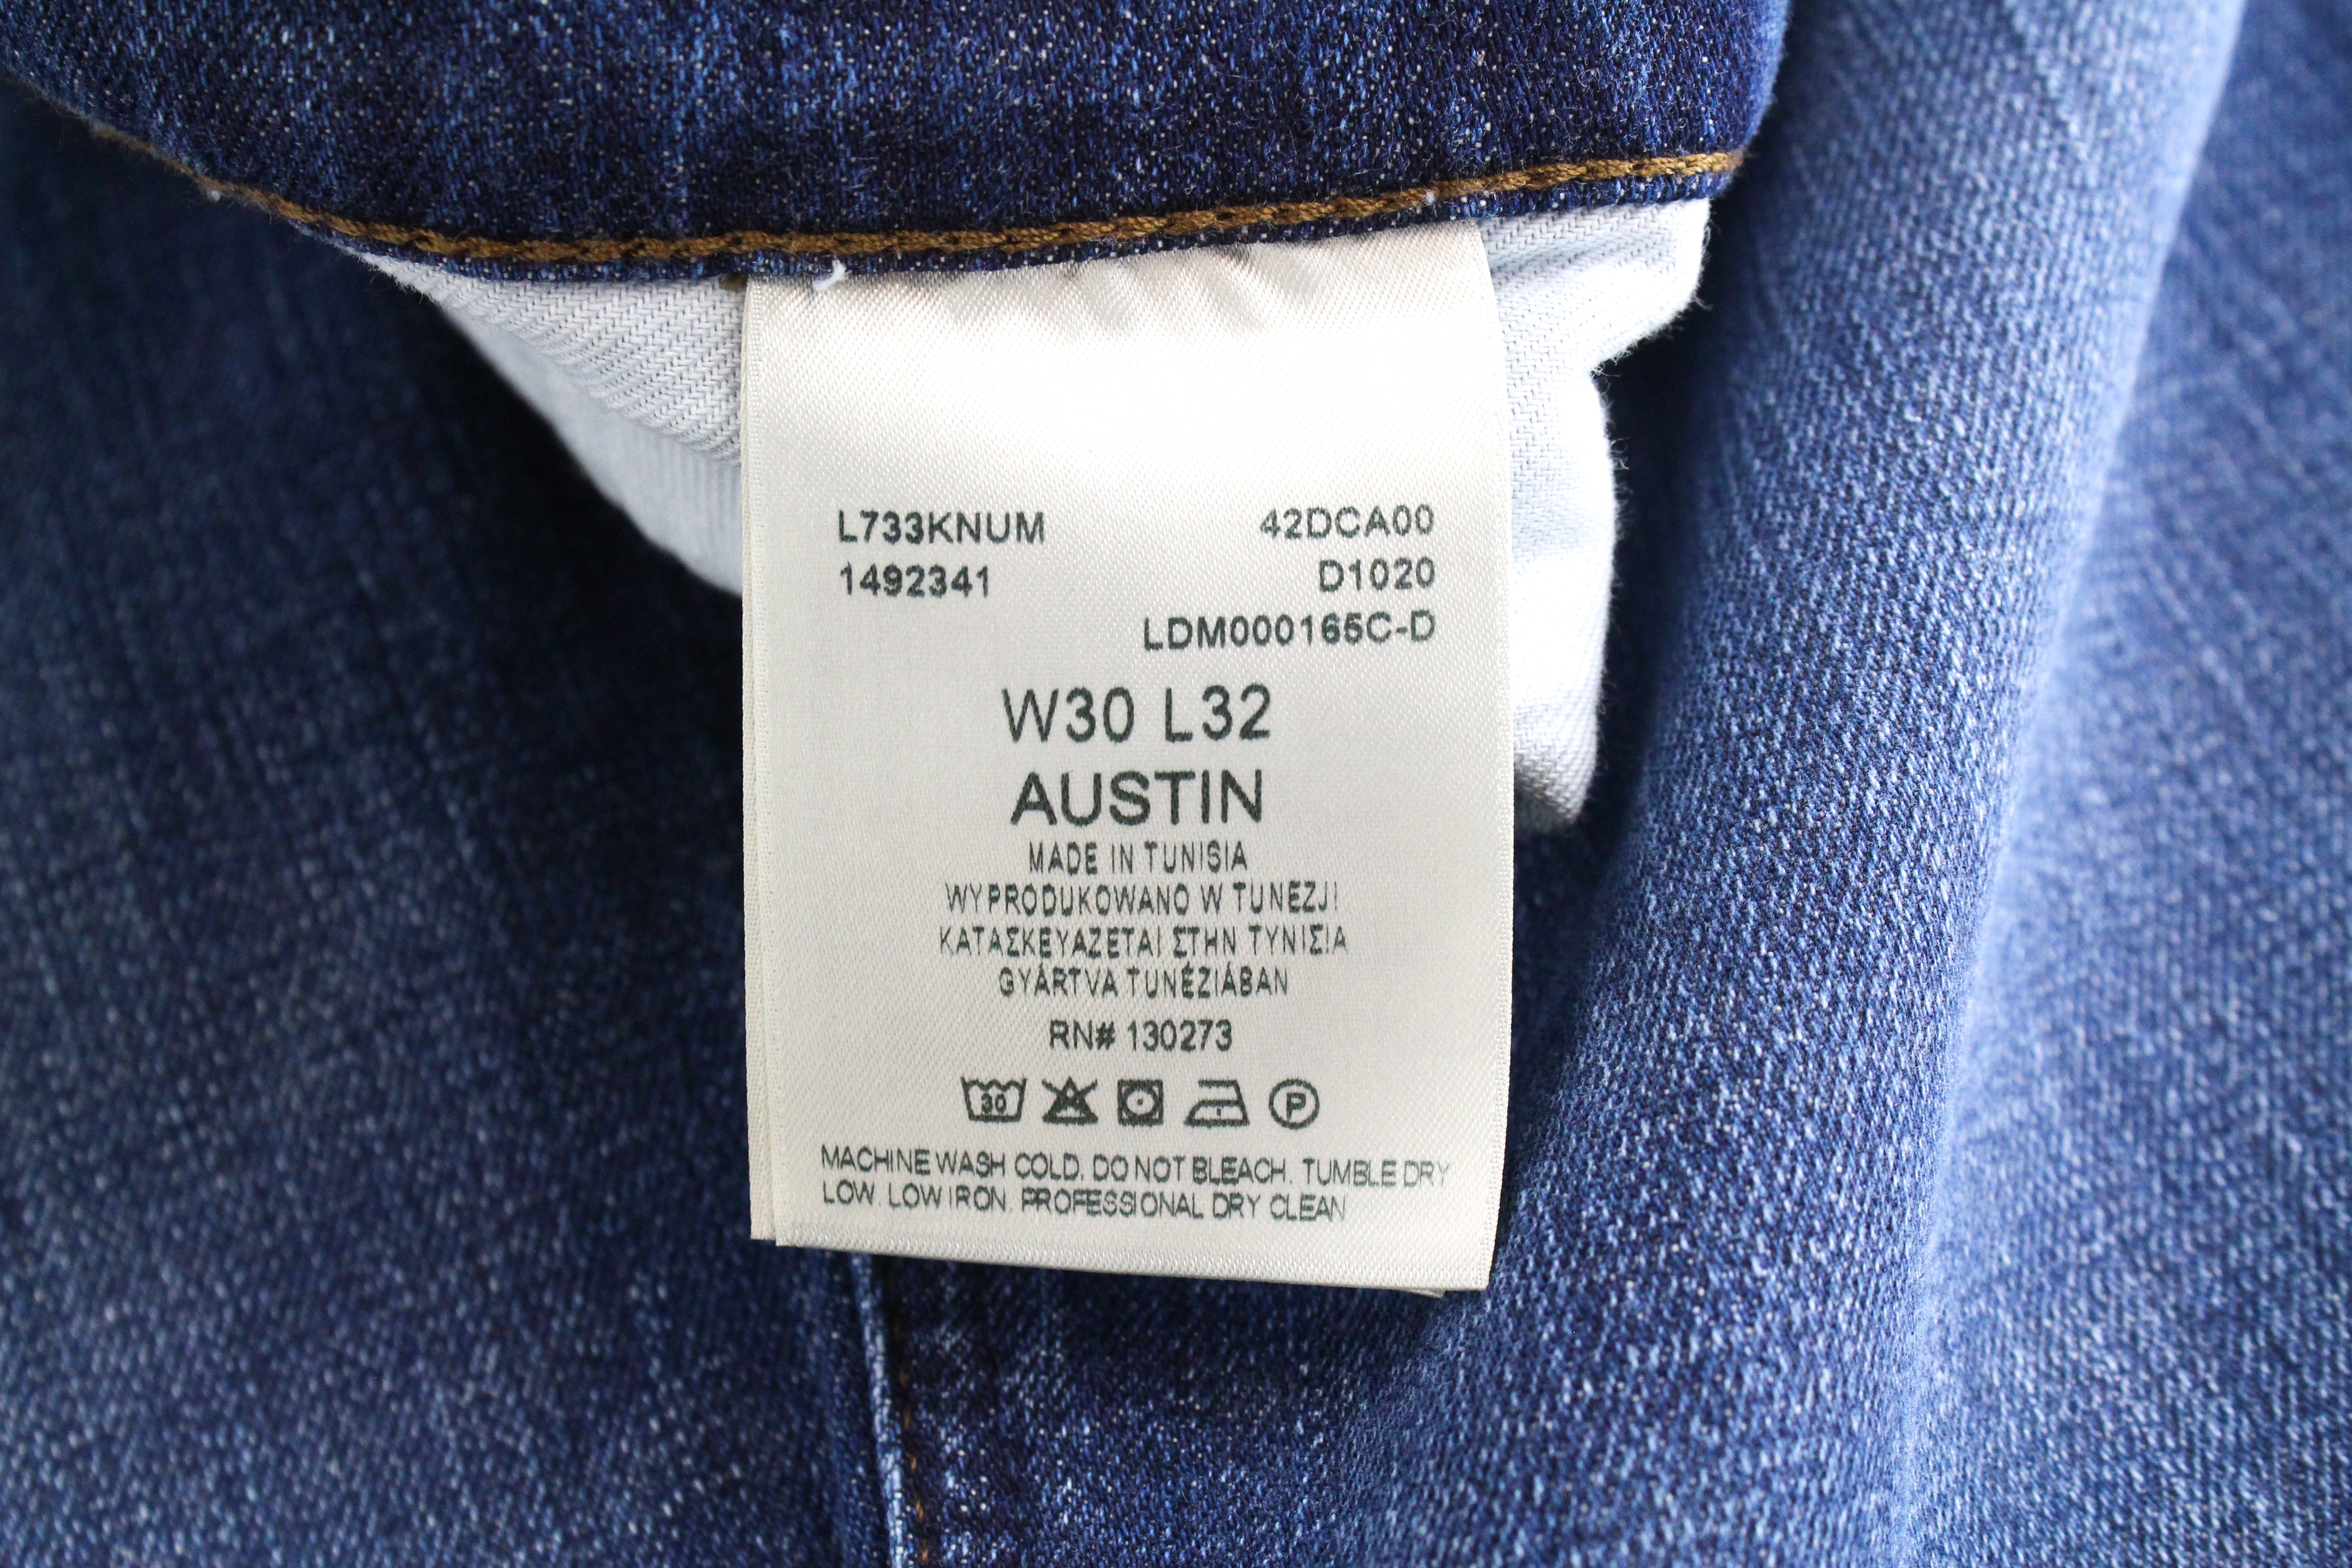 L733KNUM 42DCA00
1492341 D1020
LDM000165C-D
W30 L32
AUSTIN
MADE IN TUNISIA
WYPRODUKOWANO W TUNEZJI
ΚΑΤΑΣΚΕΥΑΖΕΤΑΙ ΣΤΗΝ ΤΥΝΙΣΙΑ
GYÁRTVA TUNÉZIÁBAN
RN# 130273
30 P
MACHINE WASH COLD. DO NOT BLEACH. TUMBLE DRY
LOW. LOW IRON. PROFESSIONAL DRY CLEAN